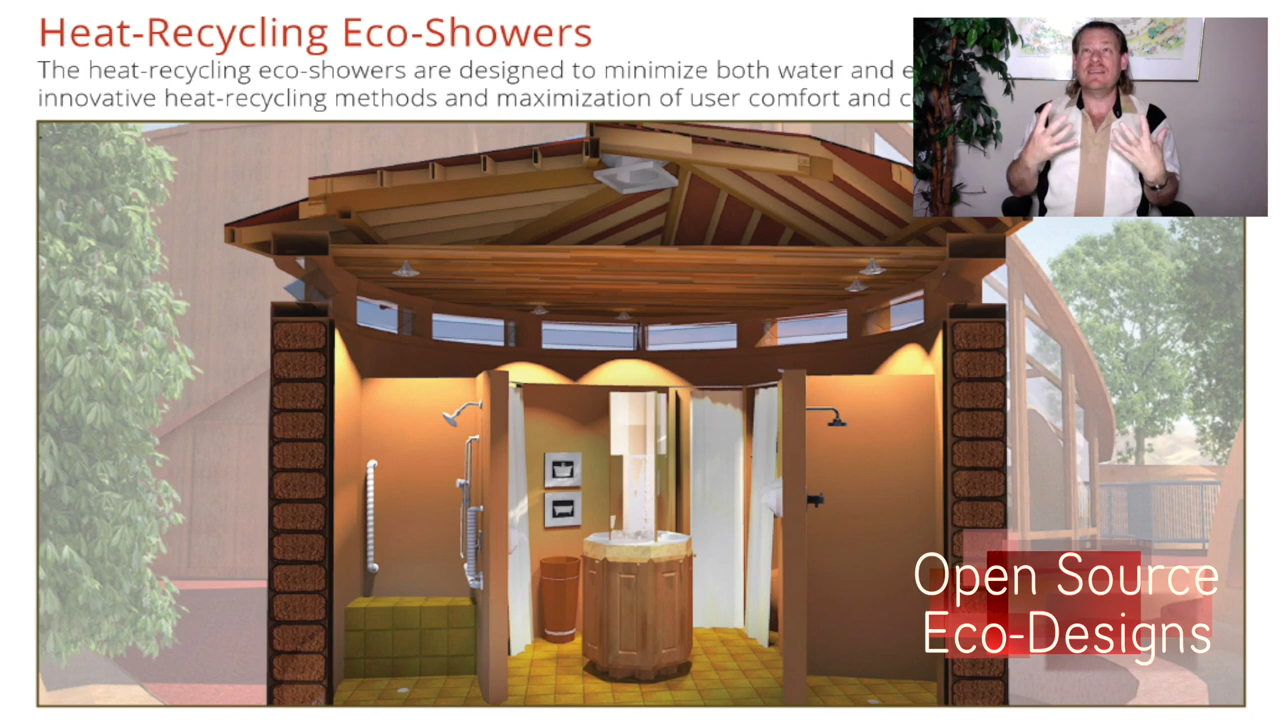 Heat-Recycling Eco-Showers
The heat-recycling eco-showers are designed to minimize both water and
innovative heat-recycling methods and maximization of user comfort and
Open Source
Eco-Designs